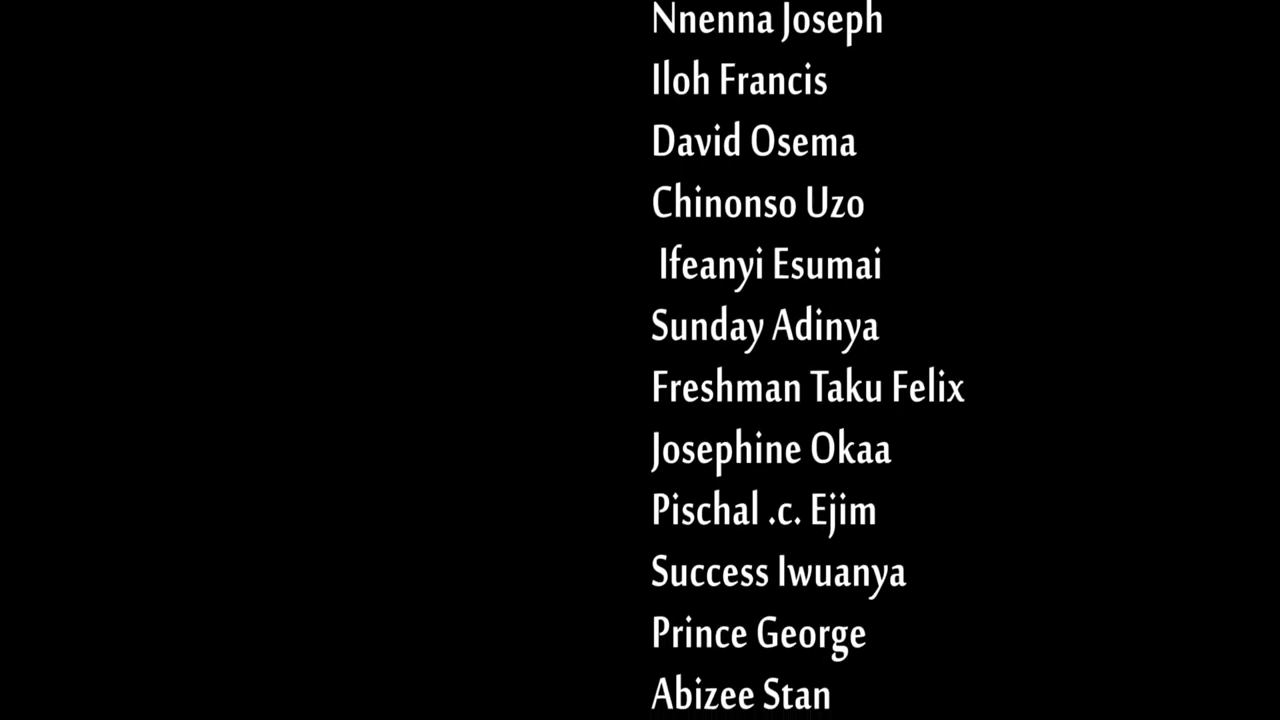 Nnenna Joseph
Iloh Francis
David Osema
Chinonso Uzo
Ifeanyi Esumai
Sunday Adinya
Freshman Taku Felix
Josephine Okaa
Pischal .c. Ejim
Success Iwuanya
Prince George
Abizee Stan